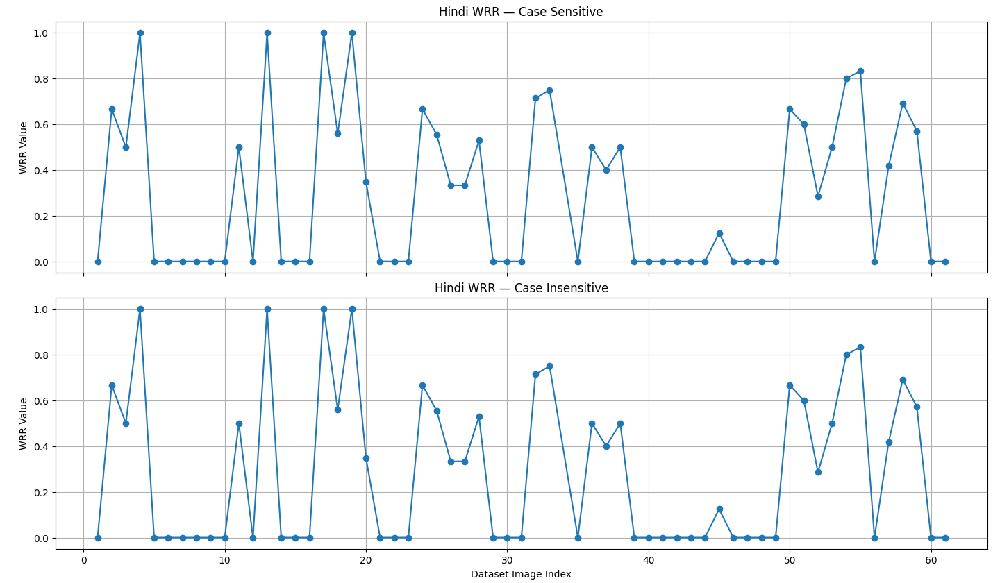 Hindi WRR — Case Sensitive
1.0
0.8
0.6
0.4
0.2
0.0
WRR Value
Hindi WRR — Case Insensitive
1.0
0.8
0.6
0.4
0.2
0.0
WRR Value
0 10 20 30 40 50 60
Dataset Image Index